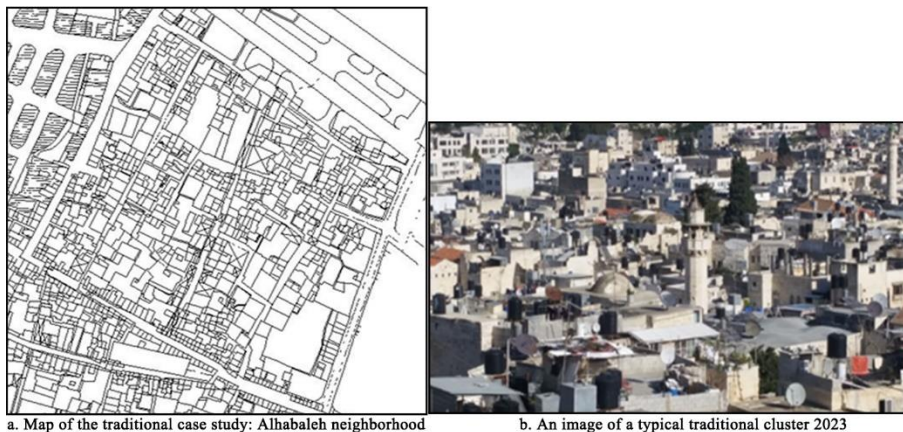 a. Map of the traditional case study: Alhabaleh neighborhood
b. An image of a typical traditional cluster 2023